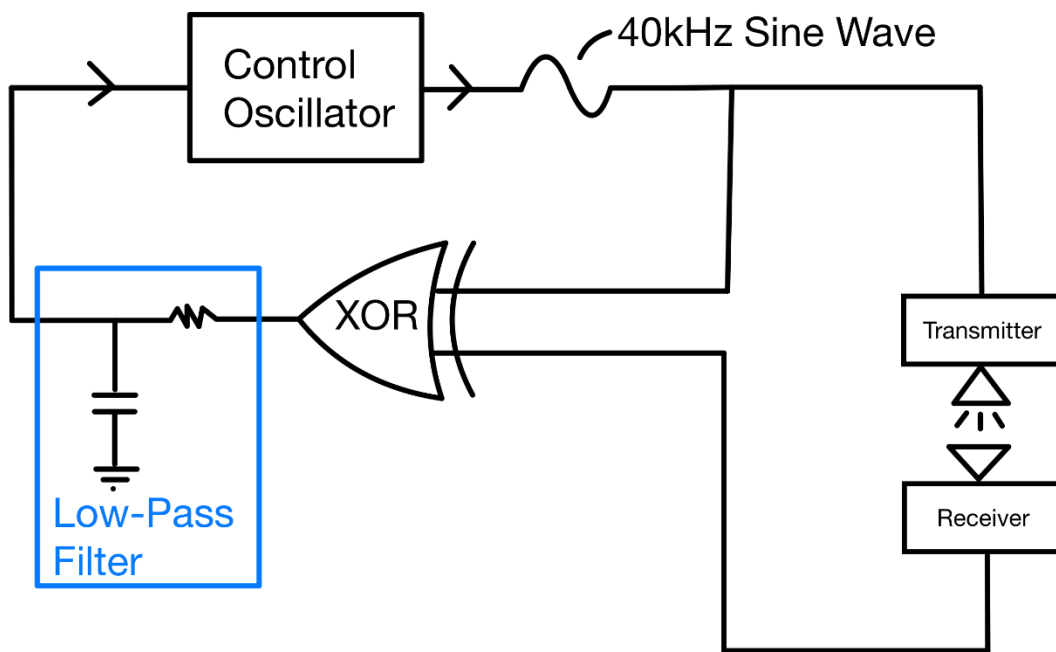 40kHz Sine Wave
Control
Oscillator
XOR
Transmitter
Receiver
Low-Pass
Filter